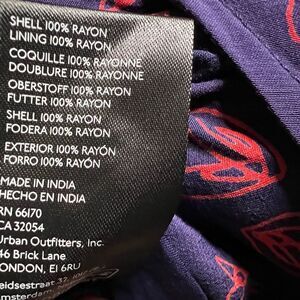 SHELL 100% RAYON
LINING 100% RAYON
COQUILLE 100% RAYONNE
DOUBLURE 100% RAYONNE
OBERSTOFF 100% RAYON
FUTTER 100% RAYON
SHELL 100% RAYON
FODERA 100% RAYON
EXTERIOR 100% RAYÓN
FORRO 100% RAYÓN
MADE IN INDIA
HECHO EN INDIA
RN 66170
CA 32054
Urban Outfitters, Inc.
46 Brick Lane
LONDON, E1 6RU
Leidsestraat 32,